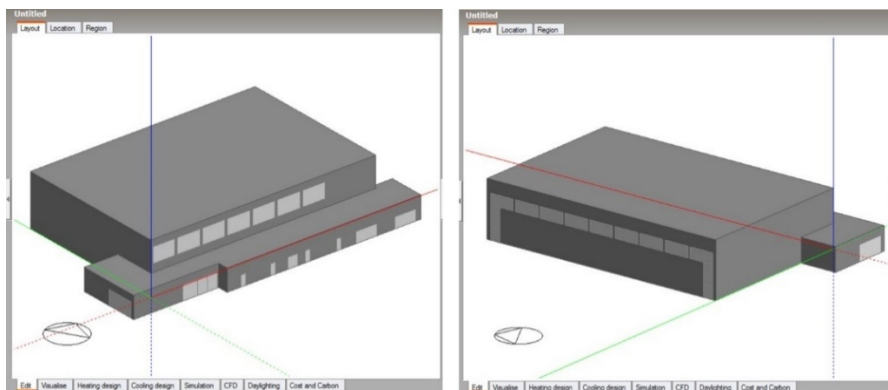 Untitled
Layout Location Region
Edit Visualise Heating design Cooling design Simulation CFD Daylighting Cost and Carbon
Untitled
Layout Location Region
Edit Visualise Heating design Cooling design Simulation CFD Daylighting Cost and Carbon